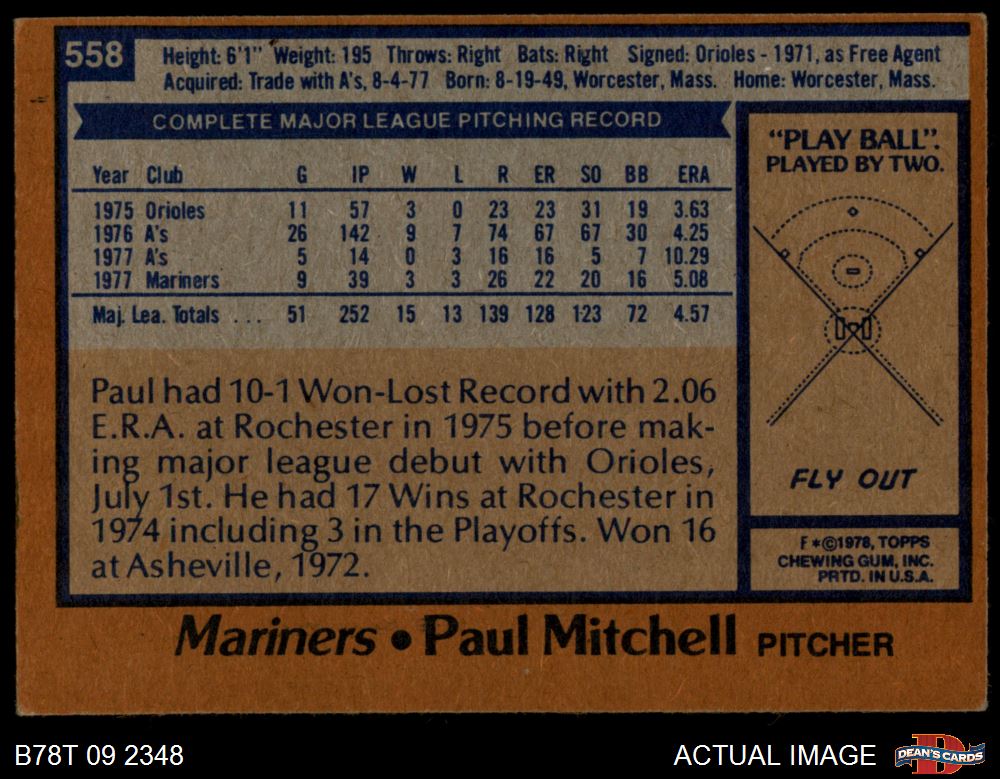 558
Height: 6'1" Weight: 195 Throws: Right Bats: Right Signed: Orioles - 1971, as Free Agent
Acquired: Trade with A's, 8-4-77 Born: 8-19-49, Worcester, Mass. Home: Worcester, Mass.
COMPLETE MAJOR LEAGUE PITCHING RECORD
Year Club G IP W L R ER SO BB ERA
1975 Orioles 11 57 3 0 23 23 31 19 3.63
1976 A's 26 142 9 7 74 67 67 30 4.25
1977 A's 5 14 0 3 16 16 5 7 10.29
1977 Mariners 9 39 3 3 26 22 20 16 5.08
Maj. Lea. Totals ... 51 252 15 13 139 128 123 72 4.57
Paul had 10-1 Won-Lost Record with 2.06
E.R.A. at Rochester in 1975 before mak-
ing major league debut with Orioles,
July 1st. He had 17 Wins at Rochester in
1974 including 3 in the Playoffs. Won 16
at Asheville, 1972.
"PLAY BALL".
PLAYED BY TWO.
FLY OUT
F*©1978, TOPPS
CHEWING GUM, INC.
PRTD. IN U.S.A.
Mariners • Paul Mitchell PITCHER
B78T 09 2348
ACTUAL IMAGE
D
DEAN'S CARDS